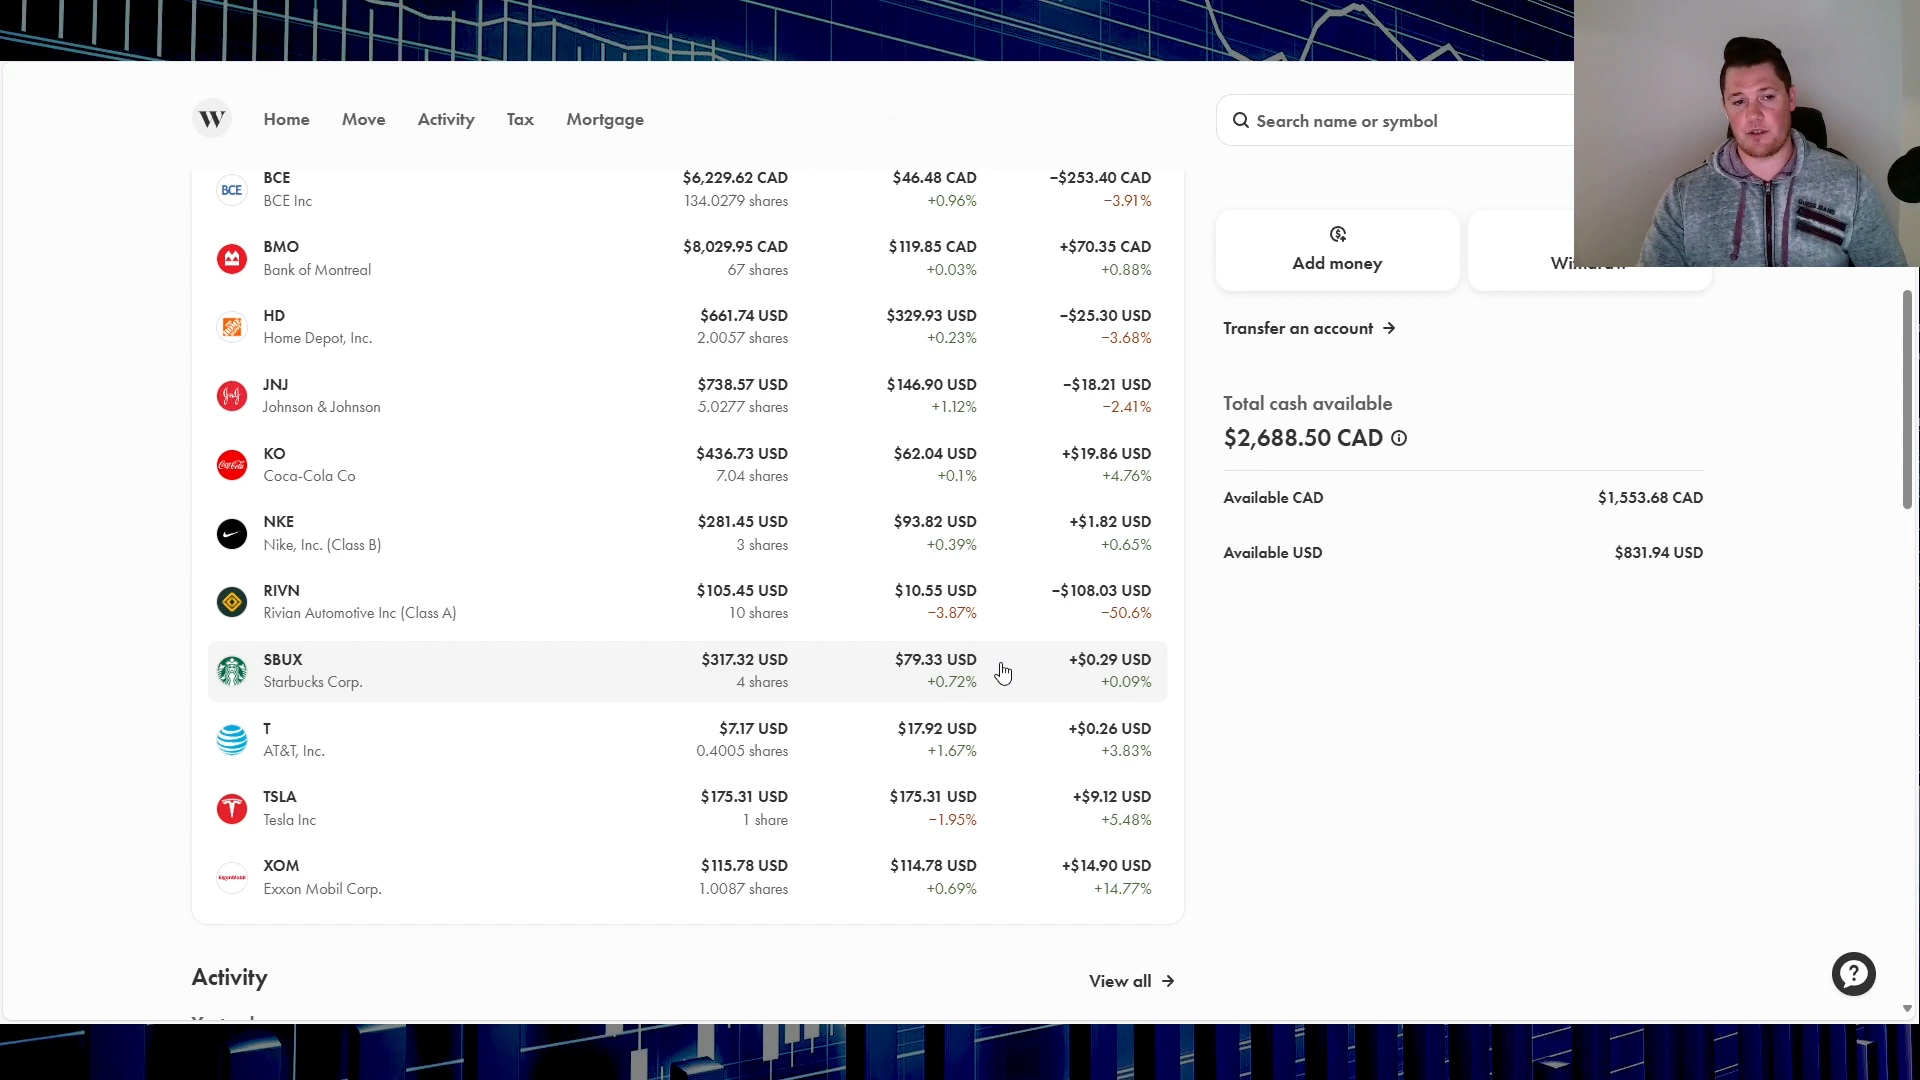 W
Home Move Activity Tax Mortgage
Search name or symbol
BCE $6,229.62 CAD $46.48 CAD −$253.40 CAD
BCE BCE Inc 134.0279 shares +0.96% −3.91%
BMO $8,029.95 CAD $119.85 CAD +$70.35 CAD
Bank of Montreal 67 shares +0.03% +0.88%
HD $661.74 USD $329.93 USD −$25.30 USD
Home Depot, Inc. 2.0057 shares +0.23% −3.68%
JNJ $738.57 USD $146.90 USD −$18.21 USD
Johnson & Johnson 5.0277 shares +1.12% −2.41%
KO $436.73 USD $62.04 USD +$19.86 USD
Coca-Cola Co 7.04 shares +0.1% +4.76%
NKE $281.45 USD $93.82 USD +$1.82 USD
Nike, Inc. (Class B) 3 shares +0.39% +0.65%
RIVN $105.45 USD $10.55 USD −$108.03 USD
Rivian Automotive Inc (Class A) 10 shares −3.87% −50.6%
SBUX $317.32 USD $79.33 USD +$0.29 USD
Starbucks Corp. 4 shares +0.72% +0.09%
T $7.17 USD $17.92 USD +$0.26 USD
AT&T, Inc. 0.4005 shares +1.67% +3.83%
TSLA $175.31 USD $175.31 USD +$9.12 USD
Tesla Inc 1 share −1.95% +5.48%
XOM $115.78 USD $114.78 USD +$14.90 USD
ExxonMobil Exxon Mobil Corp. 1.0087 shares +0.69% +14.77%
Activity View all →
Add money
Transfer an account →
Total cash available
$2,688.50 CAD
Available CAD $1,553.68 CAD
Available USD $831.94 USD
?